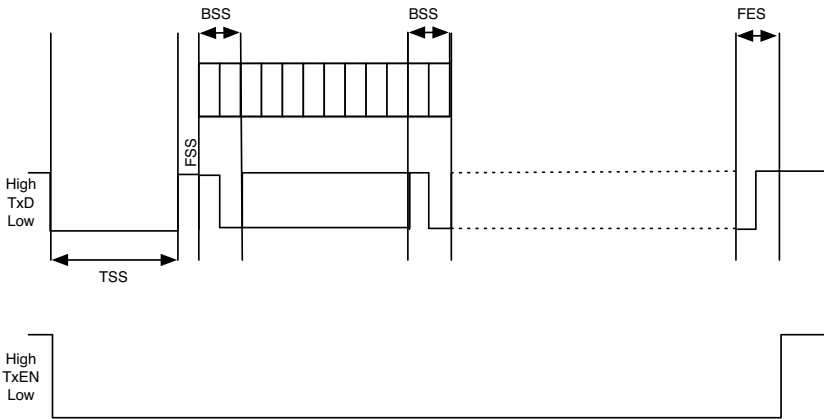 BSS
BSS
FES
FSS
High
TxD
Low
TSS
High
TxEN
Low